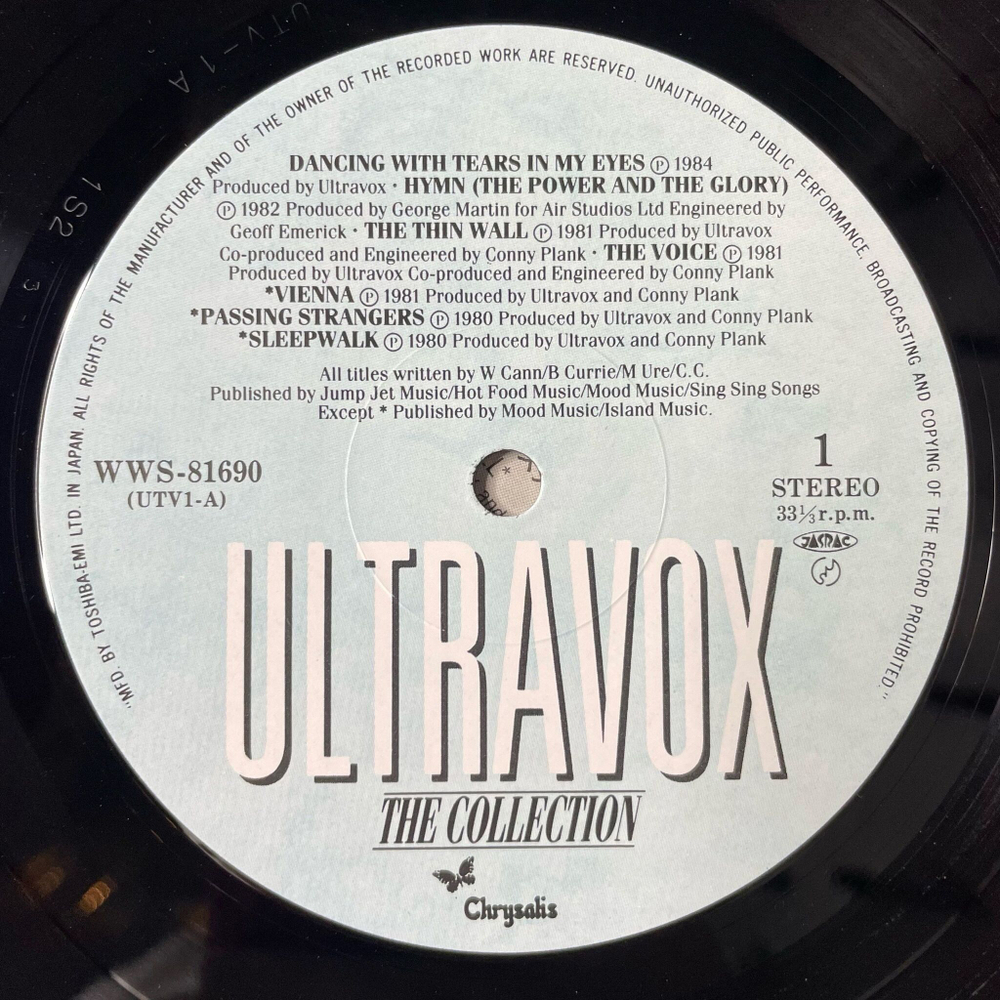 UTV-1A
1S2
3
"MFD. BY TOSHIBA-EMI LTD. IN JAPAN. ALL RIGHTS OF THE MANUFACTURER AND OF THE OWNER OF THE RECORDED WORK ARE RESERVED. UNAUTHORIZED PUBLIC PERFORMANCE, BROADCASTING AND COPYING OF THE RECORD PROHIBITED."
DANCING WITH TEARS IN MY EYES ℗ 1984
Produced by Ultravox · HYMN (THE POWER AND THE GLORY)
℗ 1982 Produced by George Martin for Air Studios Ltd Engineered by
Geoff Emerick · THE THIN WALL ℗ 1981 Produced by Ultravox
Co-produced and Engineered by Conny Plank · THE VOICE ℗ 1981
Produced by Ultravox Co-produced and Engineered by Conny Plank
*VIENNA ℗ 1981 Produced by Ultravox and Conny Plank
*PASSING STRANGERS ℗ 1980 Produced by Ultravox and Conny Plank
*SLEEPWALK ℗ 1980 Produced by Ultravox and Conny Plank
All titles written by W Cann/B Currie/M Ure/C.C.
Published by Jump Jet Music/Hot Food Music/Mood Music/Sing Sing Songs
Except * Published by Mood Music/Island Music.
WWS-81690
(UTV1-A)
1
STEREO
33⅓ r.p.m.
JASRAC
ULTRAVOX
THE COLLECTION
Chrysalis